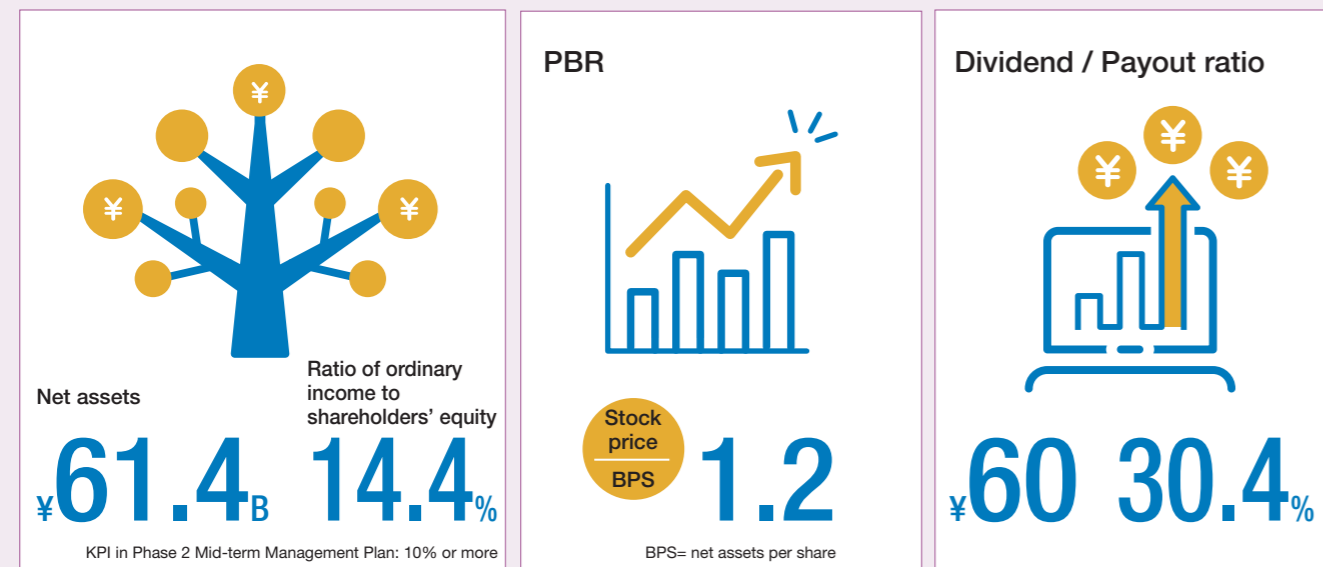 ¥
¥
¥
Net assets
Ratio of ordinary
income to
shareholders' equity
¥61.4B
14.4%
KPI in Phase 2 Mid-term Management Plan: 10% or more
PBR
Stock
price
BPS
1.2
BPS= net assets per share
Dividend / Payout ratio
¥
¥
¥
¥60 30.4%